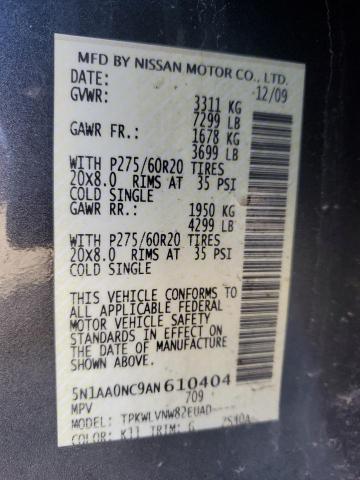 MFD BY NISSAN MOTOR CO., LTD.
DATE: 12/09
GVWR: 3311 KG
7299 LB
GAWR FR.: 1678 KG
3699 LB
WITH P275/60R20 TIRES
20X8.0 RIMS AT 35 PSI
COLD SINGLE
GAWR RR.: 1950 KG
4299 LB
WITH P275/60R20 TIRES
20X8.0 RIMS AT 35 PSI
COLD SINGLE
THIS VEHICLE CONFORMS TO
ALL APPLICABLE FEDERAL
MOTOR VEHICLE SAFETY
STANDARDS IN EFFECT ON
THE DATE OF MANUFACTURE
SHOWN ABOVE.
5N1AA0NC9AN610404
MPV 709
MODEL: TPKWLVNW82EUAD
COLOR: K11 TRIM: G